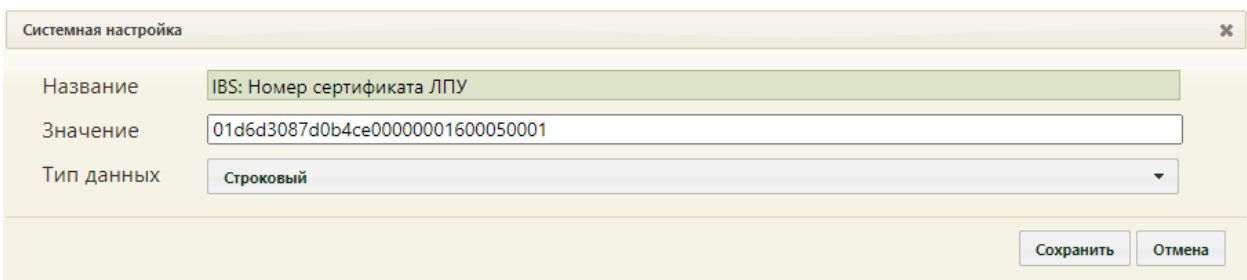 Системная настройка
Название IBS: Номер сертификата ЛПУ
Значение 01d6d3087d0b4ce00000001600050001
Тип данных Строковый
Сохранить Отмена